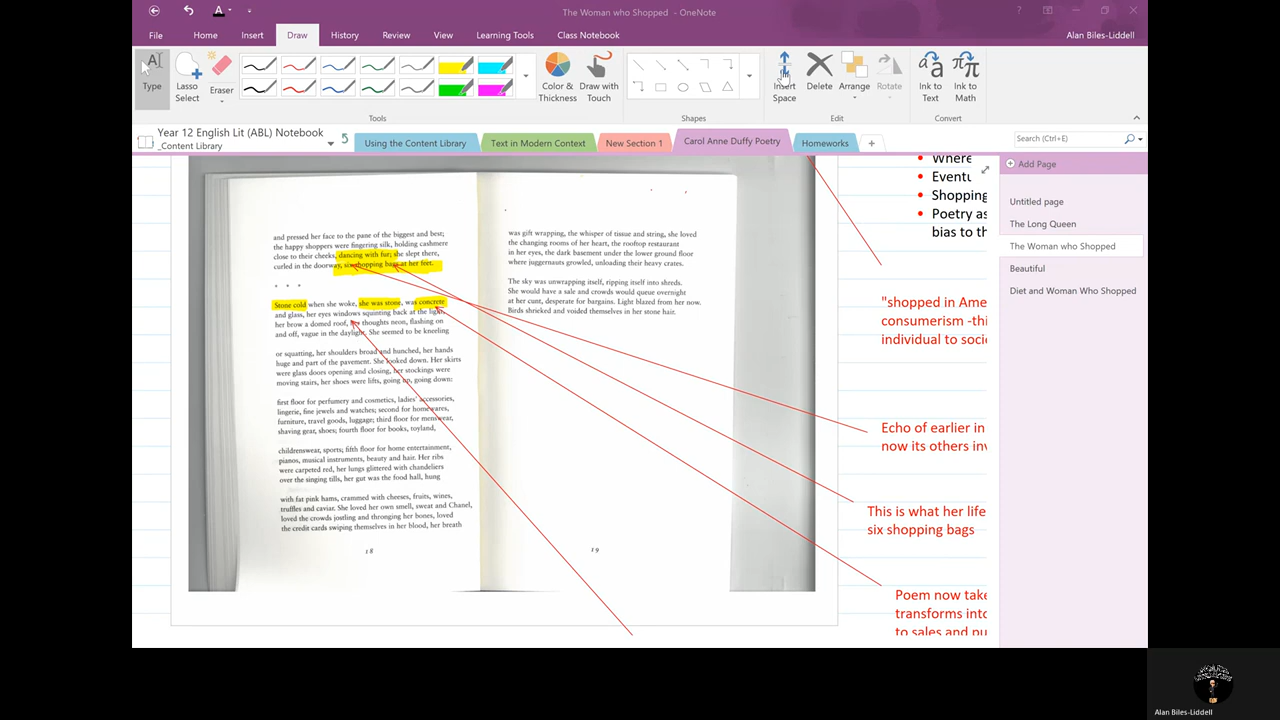 The Woman who Shopped - OneNote
?
File
Home
Insert
Draw
History
Review
View
Learning Tools
Class Notebook
Alan Biles-Liddell
Type
Lasso
Select
Eraser
Color &
Thickness
Draw with
Touch
Insert
Space
Delete
Arrange
Rotate
Ink to
Text
Ink to
Math
Tools
Shapes
Edit
Convert
Year 12 English Lit (ABL) Notebook
_Content Library
Using the Content Library
Text in Modern Context
New Section 1
Carol Anne Duffy Poetry
Homeworks
Search (Ctrl+E)
Add Page
Untitled page
The Long Queen
The Woman who Shopped
Beautiful
Diet and Woman Who Shopped
and pressed her face to the pane of the biggest and best;
the happy shoppers were fingering silk, holding cashmere
close to their cheeks, dancing with fur; she slept there,
curled in the doorway, six shopping bags at her feet.
* * *
Stone cold when she woke, she was stone, was concrete
and glass, her eyes windows squinting back at the light,
her brow a domed roof, her thoughts neon, flashing on
and off, vague in the daylight. She seemed to be kneeling
or squatting, her shoulders broad and hunched, her hands
huge and part of the pavement. She looked down. Her skirts
were glass doors opening and closing, her stockings were
moving stairs, her shoes were lifts, going up, going down:
first floor for perfumery and cosmetics, ladies' accessories,
lingerie, fine jewels and watches; second for homewares,
furniture, travel goods, luggage; third floor for menswear,
shaving gear, shoes; fourth floor for books, toyland,
childrenswear, sports; fifth floor for home entertainment,
pianos, musical instruments, beauty and hair. Her ribs
were carpeted red, her lungs glittered with chandeliers
over the singing tills, her gut was the food hall, hung
with fat pink hams, crammed with cheeses, fruits, wines,
truffles and caviar. She loved her own smell, sweat and Chanel,
loved the crowds jostling and thronging her bones, loved
the credit cards swiping themselves in her blood, her breath
18
was gift wrapping, the whisper of tissue and string, she loved
the changing rooms of her heart, the rooftop restaurant
in her eyes, the dark basement under the lower ground floor
where juggernauts growled, unloading their heavy crates.
The sky was unwrapping itself, ripping itself into shreds.
She would have a sale and crowds would queue overnight
at her cunt, desperate for bargains. Light blazed from her now.
Birds shrieked and voided themselves in her stone hair.
19
• Where
• Eventu
• Shopping
• Poetry as
bias to th
"shopped in Ame
consumerism -thi
individual to socie
Echo of earlier in
now its others inv
This is what her life
six shopping bags
Poem now take
transforms into
to sales and pu
Alan Biles-Liddell